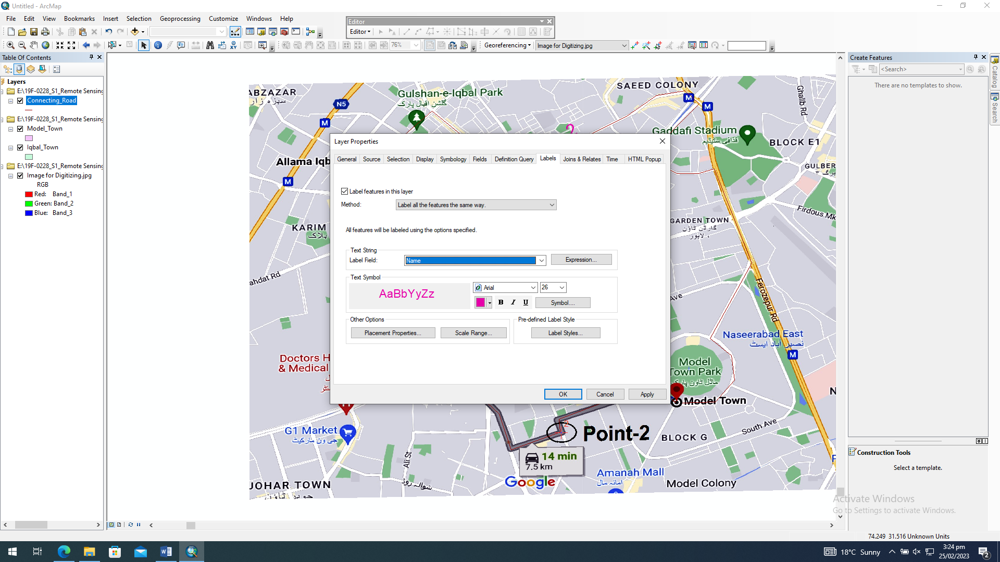 Untitled - ArcMap
File Edit View Bookmarks Insert Selection Geoprocessing Customize Windows Help
Editor
Editor
76%
Georeferencing
Image for Digitizing.jpg
Table Of Contents
Layers
E:\19F-0228_S1_Remote Sensing
Connecting_Road
E:\19F-0228_S1_Remote Sensing
Model_Town
Iqbal_Town
E:\19F-0228_S1_Remote Sensing
Image for Digitizing.jpg
RGB
Red: Band_1
Green: Band_2
Blue: Band_3
Create Features
<Search>
There are no templates to show.
Catalog
Search
Construction Tools
Select a template.
Layer Properties
General Source Selection Display Symbology Fields Definition Query Labels Joins & Relates Time HTML Popup
Label features in this layer
Method:
Label all the features the same way.
All features will be labeled using the options specified.
Text String
Label Field:
Name
Expression...
Text Symbol
AaBbYyZz
Arial
26
B I U
Symbol....
Other Options
Placement Properties...
Scale Range...
Pre-defined Label Style
Label Styles...
OK
Cancel
Apply
ABZAZAR
سبزہ زار
N5
M
Gulshan-e-Iqbal Park
گلشن اقبال پارک
SAEED COLONY
M
M
Ghalib Rd
Gaddafi Stadium
قذافی سٹیڈیم
BLOCK E1
Allama Iqb
M
GULBER
KARIM
بلاک
GARDEN TOWN
گارڈن ٹاؤن
، لاہور
Firdous Mk
ahdat Rd
Ave
Ferozepur Rd
Naseerabad East
نصیر آباد ایسٹ
M
Doctors H
& Medical
Model
Town Park
ماڈل ٹاؤن پارک
N
Model Town
G1 Market
جی ون مارکیٹ
2
Point-2
BLOCK G
South Ave
Ali St
14 min
7.5 km
Google
Amanah Mall
امانہ مال
Model Colony
JOHAR TOWN
شوالہ روڈ
Activate Windows
Go to Settings to activate Windows.
74.249 31.516 Unknown Units
18°C Sunny
3:24 pm
25/02/2023
2